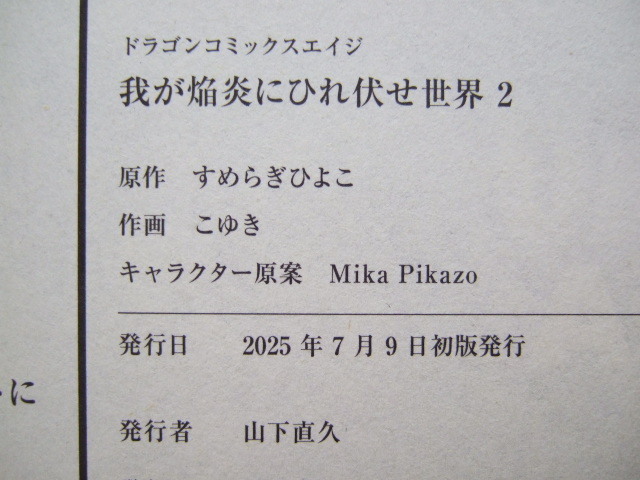 ドラゴンコミックスエイジ
我が焔炎にひれ伏せ世界 2
原作 すめらぎひよこ
作画 こゆき
キャラクター原案 Mika Pikazo
発行日 2025 年 7 月 9 日初版発行
に
発行者 山下直久